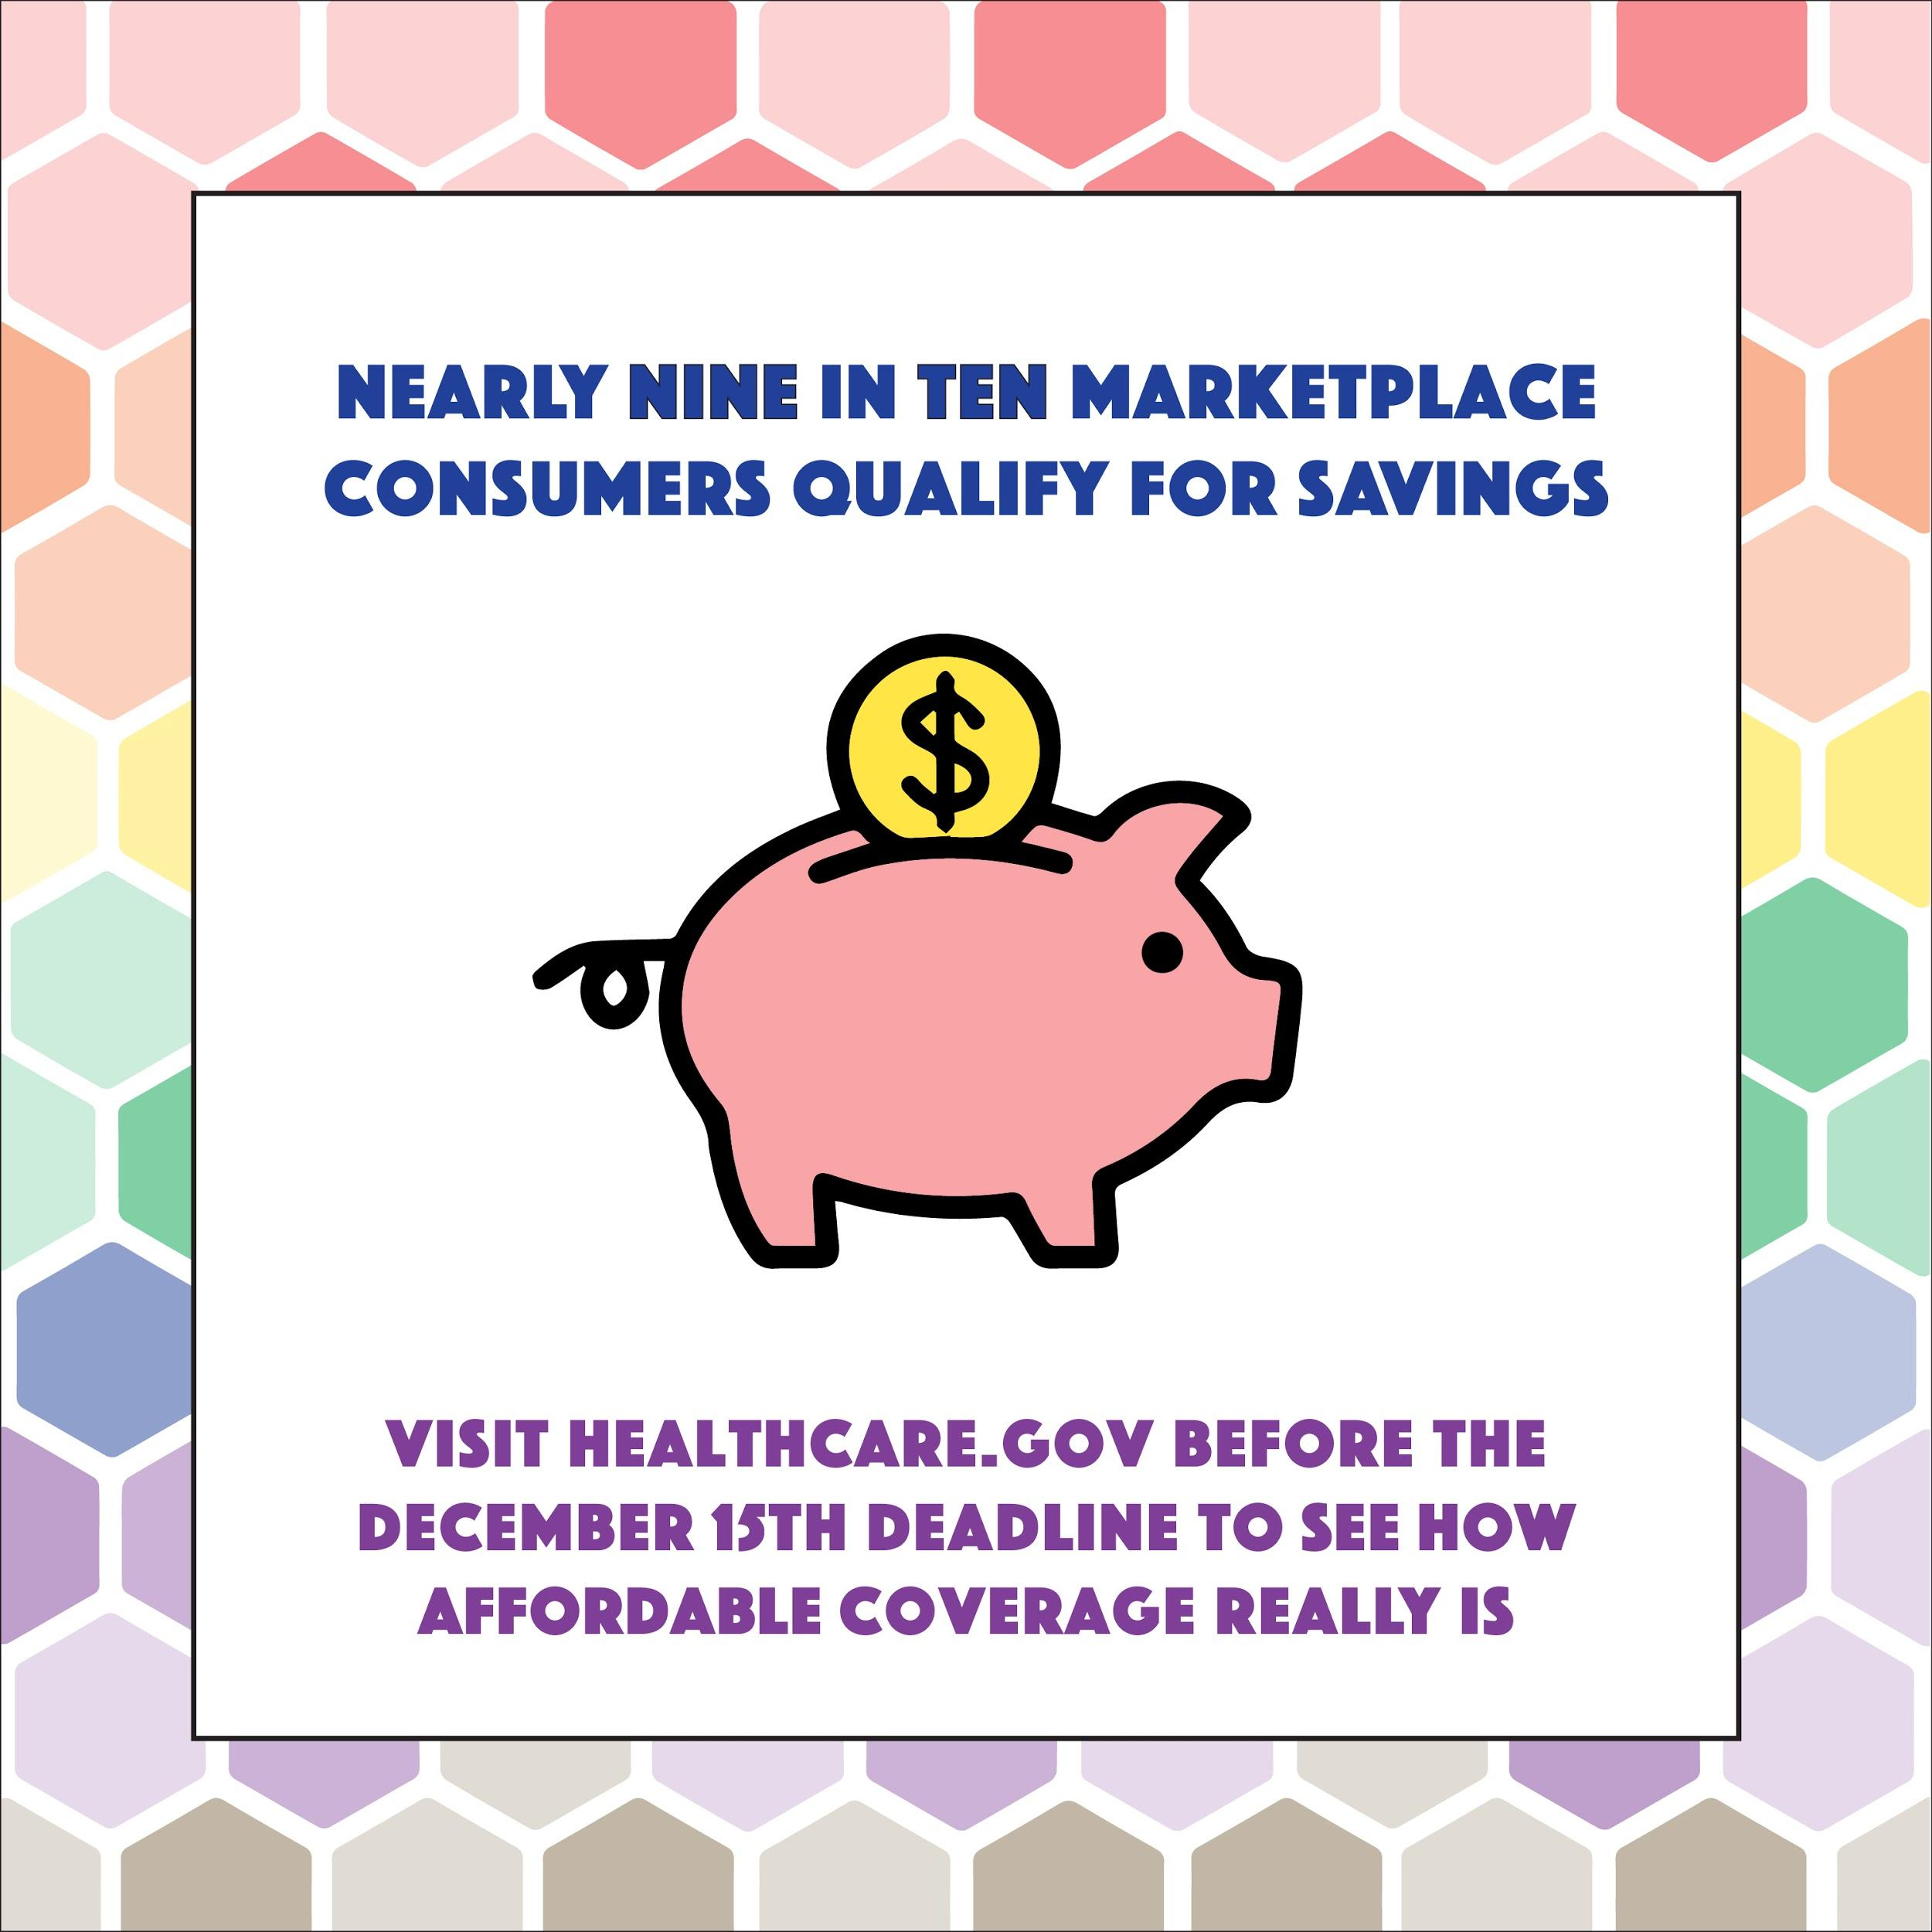 NEARLY NINE IN TEN MARKETPLACE
CONSUMERS QUALIFY FOR SAVINGS
$
VISIT HEALTHCARE.GOV BEFORE THE
DECEMBER 15TH DEADLINE TO SEE HOW
AFFORDABLE COVERAGE REALLY IS